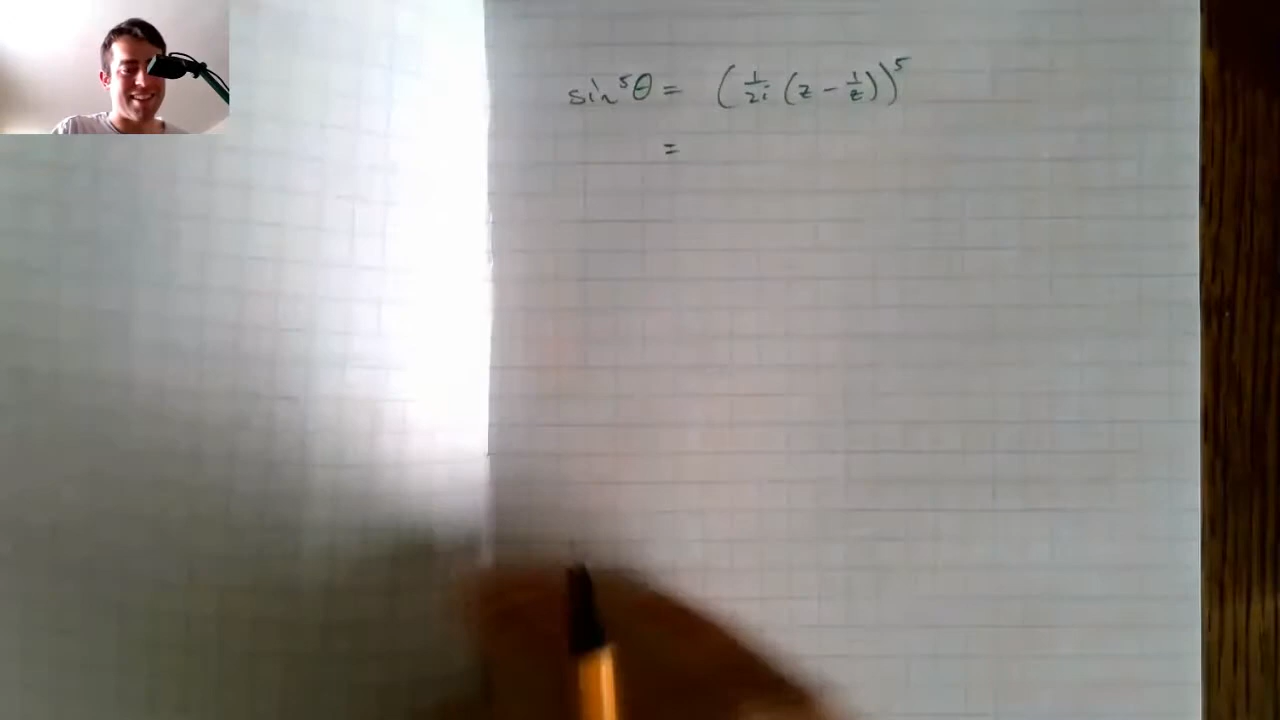 sin⁵θ = (1/2i (z − 1/z))⁵
=